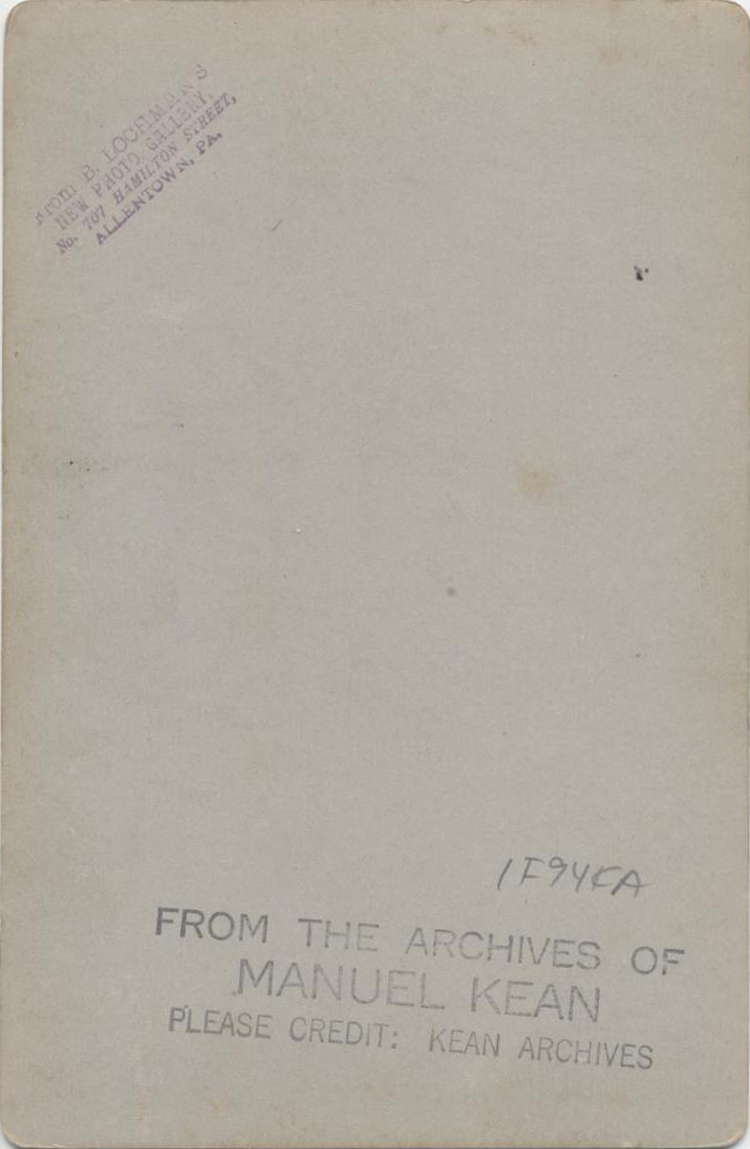 From B. LOCHMAN'S
NEW PHOTO. GALLERY,
No. 707 HAMILTON STREET,
ALLENTOWN, PA.
FROM THE ARCHIVES OF
MANUEL KEAN
PLEASE CREDIT: KEAN ARCHIVES